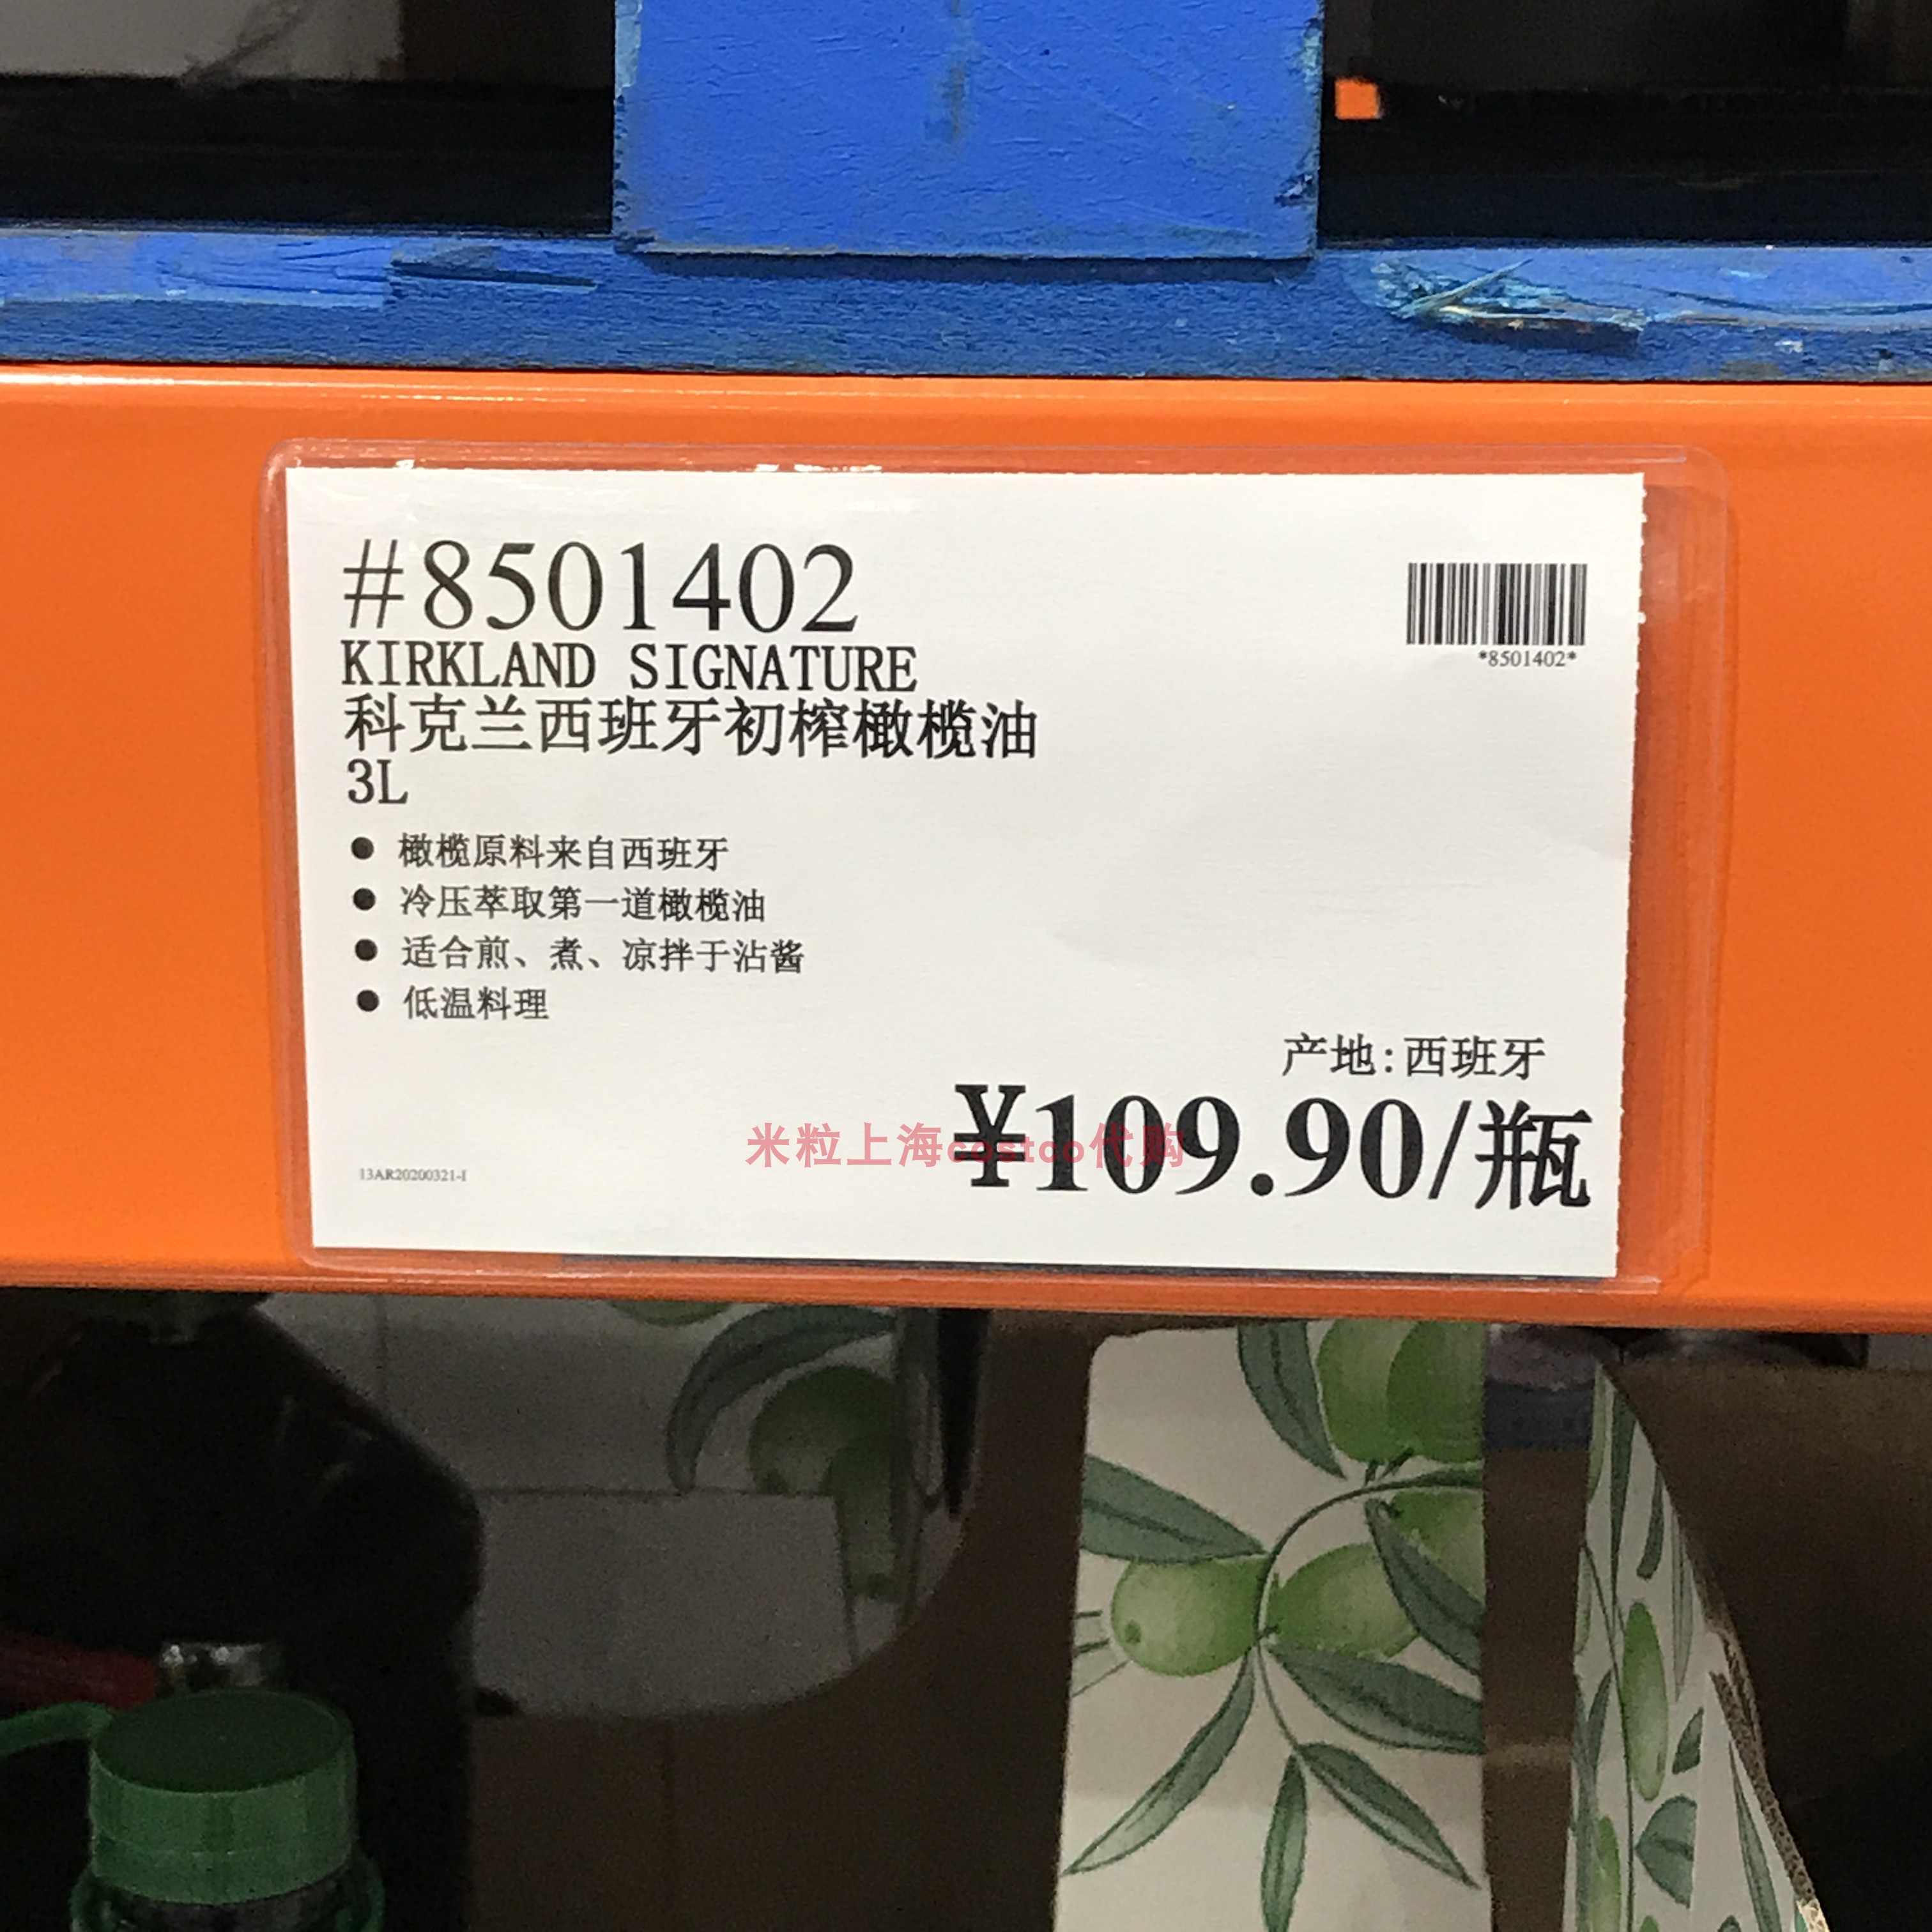 #8501402
*8501402*
KIRKLAND SIGNATURE
科克兰西班牙初榨橄榄油
3L
● 橄榄原料来自西班牙
● 冷压萃取第一道橄榄油
● 适合煎、煮、凉拌于沾酱
● 低温料理
产地:西班牙
¥109.90/瓶
米粒上海costco代购
13AR20200321-I